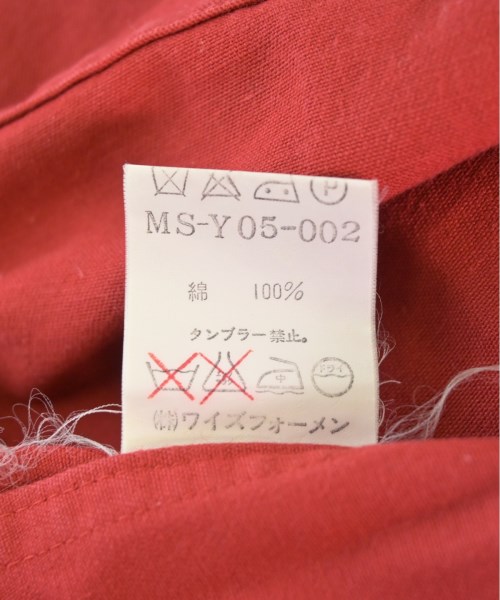 P
MS-Y05-002
綿 100%
タンブラー禁止。
中 ドライ
㈱ワイズフォーメン